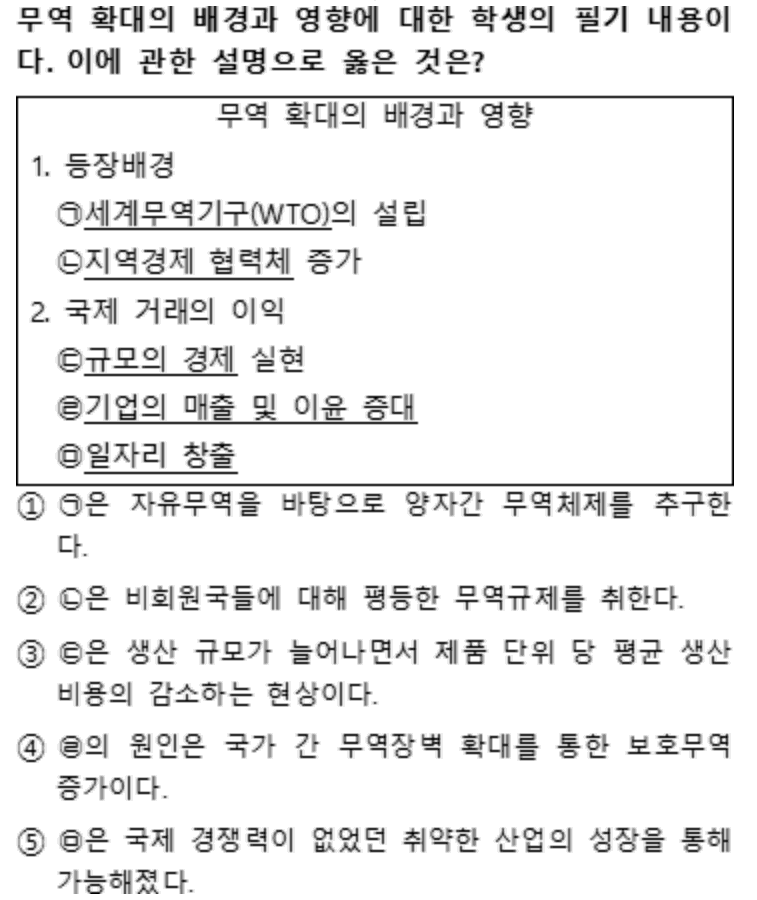 무역 확대의 배경과 영향에 대한 학생의 필기 내용이
다. 이에 관한 설명으로 옳은 것은?
무역 확대의 배경과 영향
1. 등장배경
㉠세계무역기구(WTO)의 설립
㉡지역경제 협력체 증가
2. 국제 거래의 이익
㉢규모의 경제 실현
㉣기업의 매출 및 이윤 증대
㉤일자리 창출
① ㉠은 자유무역을 바탕으로 양자간 무역체제를 추구한
다.
② ㉡은 비회원국들에 대해 평등한 무역규제를 취한다.
③ ㉢은 생산 규모가 늘어나면서 제품 단위 당 평균 생산
비용의 감소하는 현상이다.
④ ㉣의 원인은 국가 간 무역장벽 확대를 통한 보호무역
증가이다.
⑤ ㉤은 국제 경쟁력이 없었던 취약한 산업의 성장을 통해
가능해졌다.